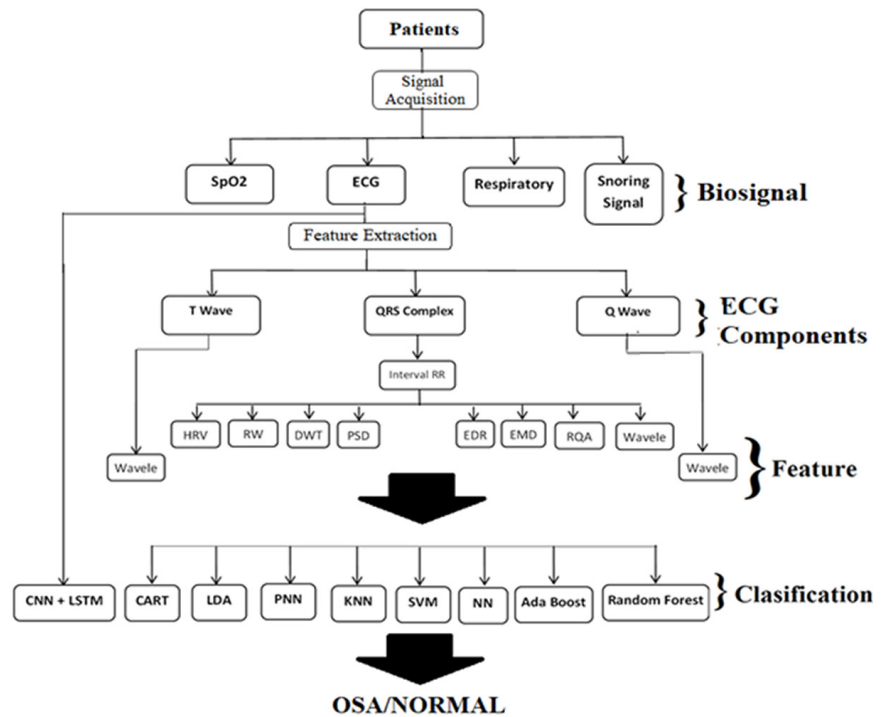 Patients
Signal
Acquisition
SpO2
ECG
Respiratory
Snoring
Signal
Biosignal
Feature Extraction
T Wave
QRS Complex
Q Wave
ECG
Components
Interval RR
HRV
RW
DWT
PSD
EDR
EMD
RQA
Wavele
Wavele
Wavele
Feature
CNN + LSTM
CART
LDA
PNN
KNN
SVM
NN
Ada Boost
Random Forest
Clasification
OSA/NORMAL